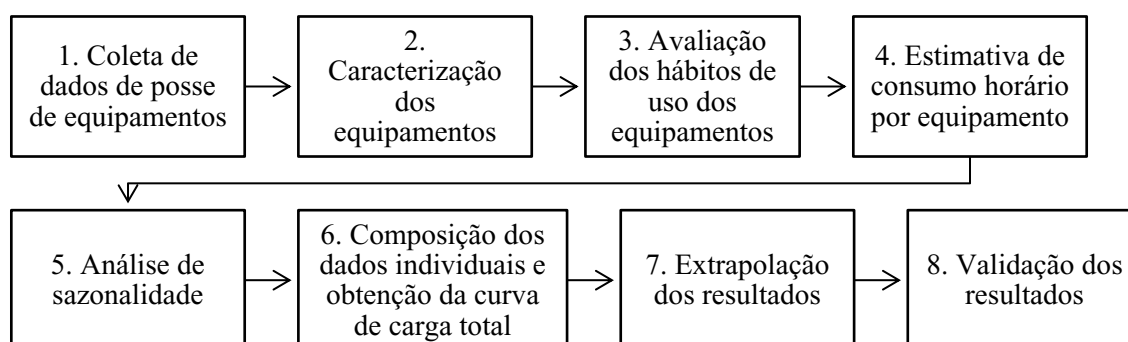 1. Coleta de
dados de posse
de equipamentos
2.
Caracterização
dos
equipamentos
3. Avaliação
dos hábitos de
uso dos
equipamentos
4. Estimativa de
consumo horário
por equipamento
5. Análise de
sazonalidade
6. Composição dos
dados individuais e
obtenção da curva
de carga total
7. Extrapolação
dos resultados
8. Validação dos
resultados